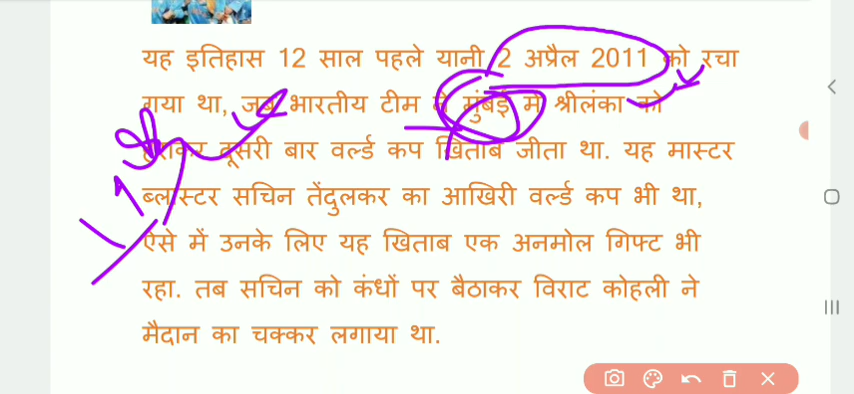 यह इतिहास 12 साल पहले यानी 2 अप्रैल 2011 को रचा
गया था, जब भारतीय टीम ने मुंबई में श्रीलंका को
हराकर दूसरी बार वर्ल्ड कप खिताब जीता था. यह मास्टर
ब्लास्टर सचिन तेंदुलकर का आखिरी वर्ल्ड कप भी था,
ऐसे में उनके लिए यह खिताब एक अनमोल गिफ्ट भी
रहा. तब सचिन को कंधों पर बैठाकर विराट कोहली ने
मैदान का चक्कर लगाया था.